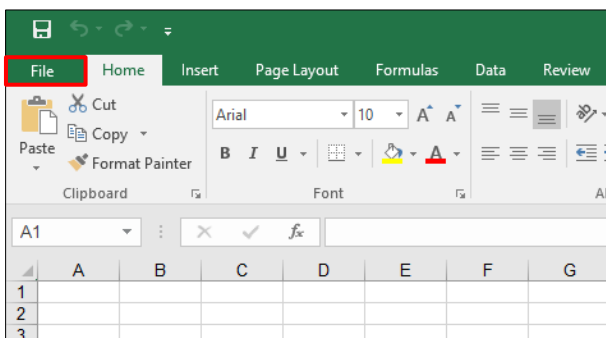 File Home Insert Page Layout Formulas Data Review
Cut
Copy
Paste
Format Painter
Clipboard
Arial 10 A A
B I U A
Font
A1 fx
A B C D E F G
1
2
3